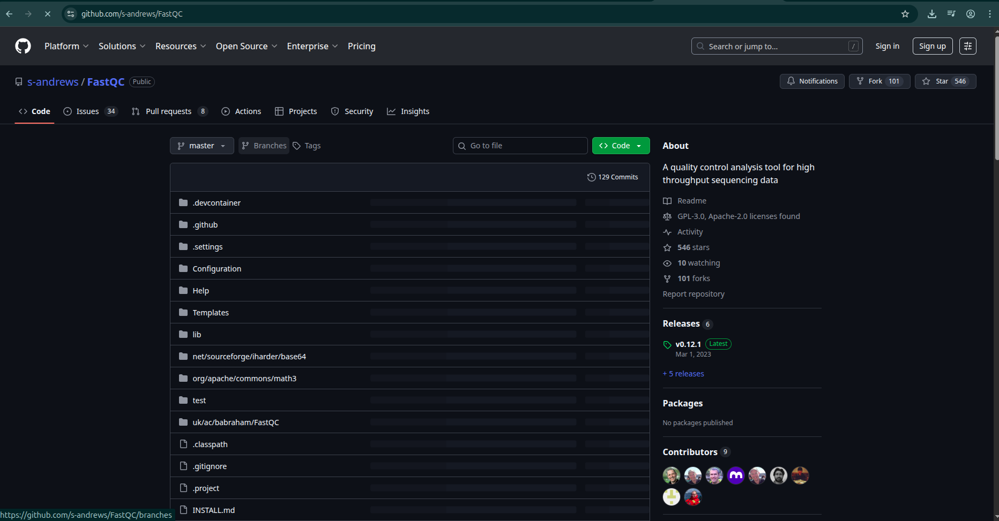 github.com/s-andrews/FastQC
Platform Solutions Resources Open Source Enterprise Pricing
Search or jump to... / Sign in Sign up
s-andrews / FastQC Public
Notifications Fork 101 Star 546
Code Issues 34 Pull requests 8 Actions Projects Security Insights
master Branches Tags Go to file Code
129 Commits
.devcontainer
.github
.settings
Configuration
Help
Templates
lib
net/sourceforge/iharder/base64
org/apache/commons/math3
test
uk/ac/babraham/FastQC
.classpath
.gitignore
.project
INSTALL.md
About
A quality control analysis tool for high
throughput sequencing data
Readme
GPL-3.0, Apache-2.0 licenses found
Activity
546 stars
10 watching
101 forks
Report repository
Releases 6
v0.12.1 Latest
Mar 1, 2023
+ 5 releases
Packages
No packages published
Contributors 9
https://github.com/s-andrews/FastQC/branches